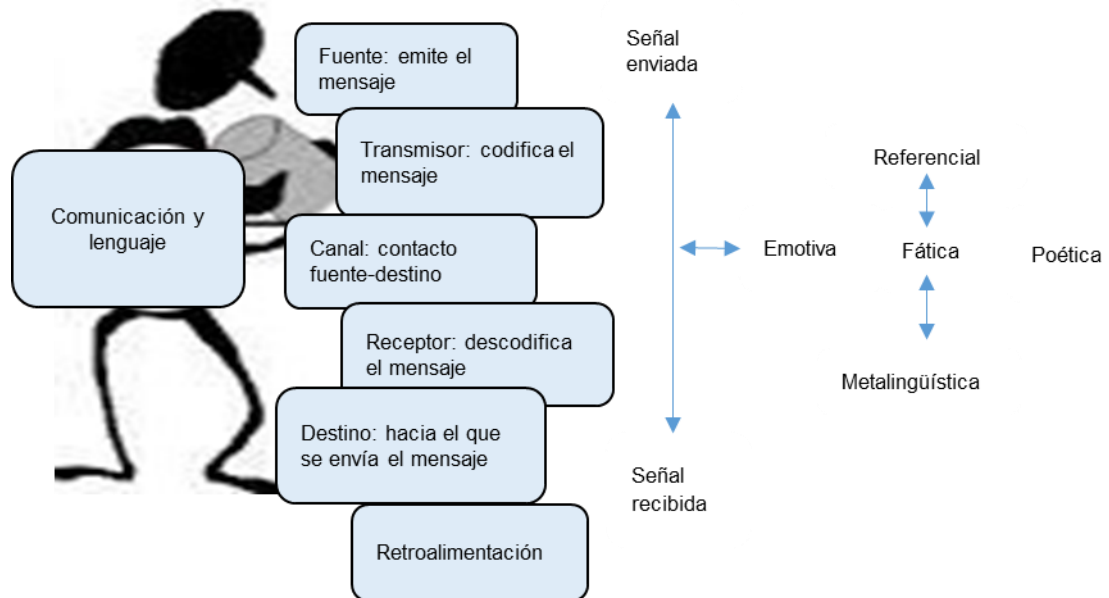 Comunicación y
lenguaje
Fuente: emite el
mensaje
Transmisor: codifica el
mensaje
Canal: contacto
fuente-destino
Receptor: descodifica
el mensaje
Destino: hacia el que
se envía el mensaje
Retroalimentación
Señal
enviada
Señal
recibida
Referencial
Emotiva
Fática
Poética
Metalingüística